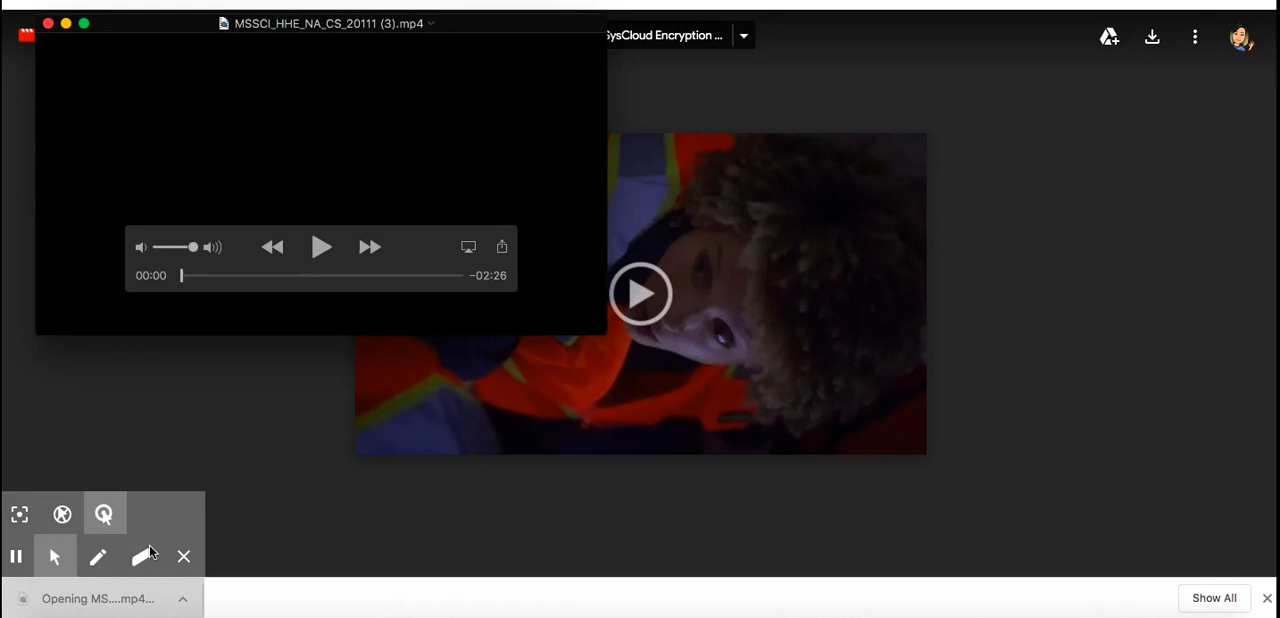 MSSCI_HHE_NA_CS_20111 (3).mp4
SysCloud Encryption ...
00:00
-02:26
Opening MS....mp4...
Show All